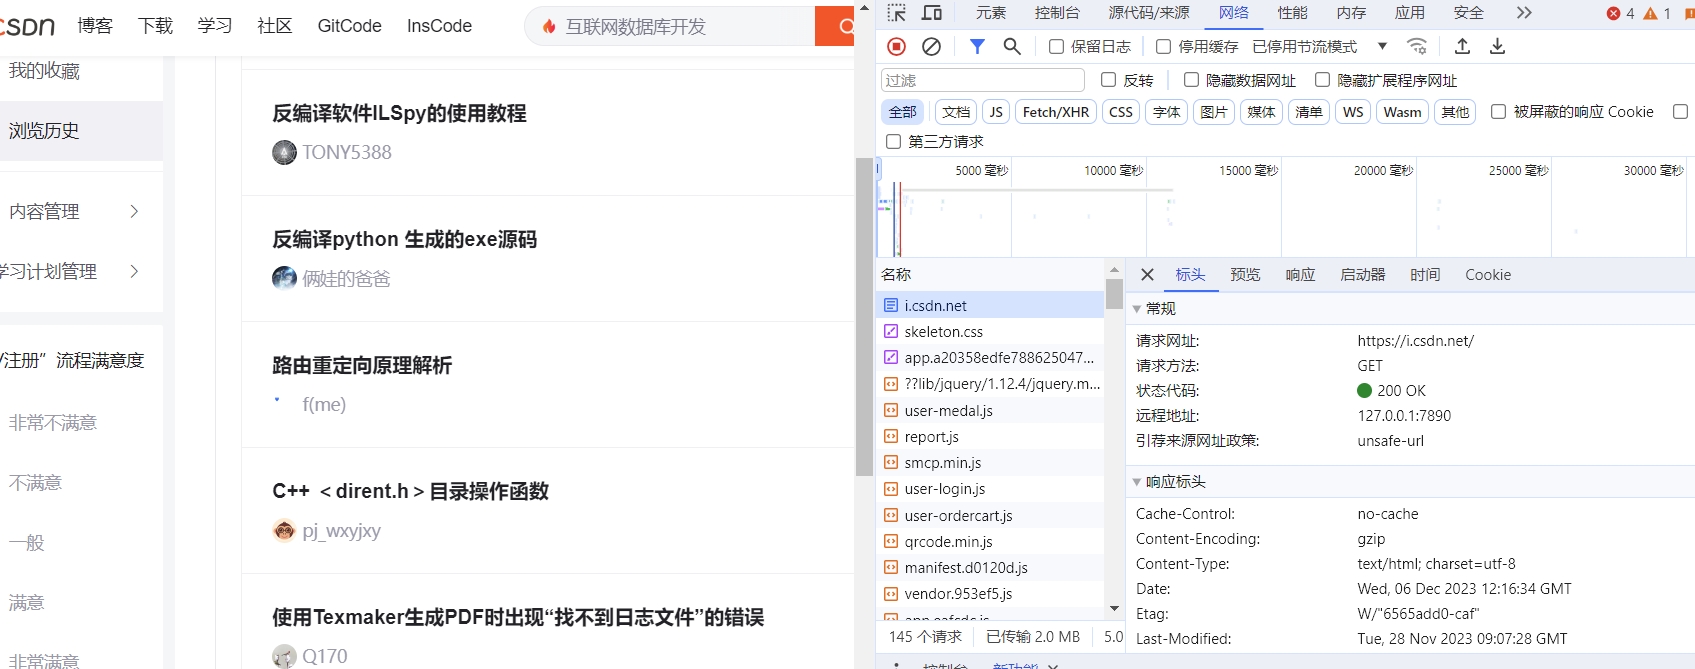 CSDN 博客 下载 学习 社区 GitCode InsCode 互联网数据库开发
我的收藏
浏览历史
内容管理
学习计划管理
/注册”流程满意度
非常不满意
不满意
一般
满意
非常满意
反编译软件ILSpy的使用教程
TONY5388
反编译python 生成的exe源码
俩娃的爸爸
路由重定向原理解析
f(me)
C++ ＜dirent.h＞目录操作函数
pj_wxyjxy
使用Texmaker生成PDF时出现“找不到日志文件”的错误
Q170
元素 控制台 源代码/来源 网络 性能 内存 应用 安全 4 1
保留日志 停用缓存 已停用节流模式
过滤 反转 隐藏数据网址 隐藏扩展程序网址
全部 文档 JS Fetch/XHR CSS 字体 图片 媒体 清单 WS Wasm 其他 被屏蔽的响应 Cookie
第三方请求
5000 毫秒 10000 毫秒 15000 毫秒 20000 毫秒 25000 毫秒 30000 毫秒
名称
i.csdn.net
skeleton.css
app.a20358edfe788625047...
??lib/jquery/1.12.4/jquery.m...
user-medal.js
report.js
smcp.min.js
user-login.js
user-ordercart.js
qrcode.min.js
manifest.d0120d.js
vendor.953ef5.js
145 个请求 已传输 2.0 MB 5.0
标头 预览 响应 启动器 时间 Cookie
常规
请求网址: https://i.csdn.net/
请求方法: GET
状态代码: 200 OK
远程地址: 127.0.0.1:7890
引荐来源网址政策: unsafe-url
响应标头
Cache-Control: no-cache
Content-Encoding: gzip
Content-Type: text/html; charset=utf-8
Date: Wed, 06 Dec 2023 12:16:34 GMT
Etag: W/"6565add0-caf"
Last-Modified: Tue, 28 Nov 2023 09:07:28 GMT
控制台 新功能